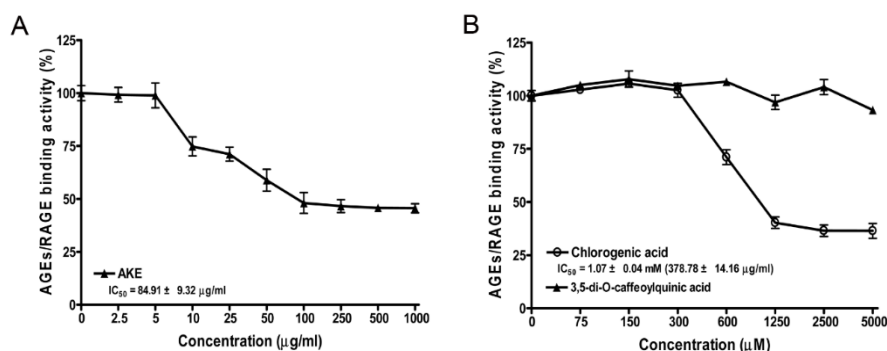 A
AGEs/RAGE binding activity (%)
125
100
75
50
25
0
AKE
IC50 = 84.91 ± 9.32 μg/ml
0 2.5 5 10 25 50 100 250 500 1000
Concentration (μg/ml)
B
AGEs/RAGE binding activity (%)
125
100
75
50
25
0
Chlorogenic acid
IC50 = 1.07 ± 0.04 mM (378.78 ± 14.16 μg/ml)
3,5-di-O-caffeoylquinic acid
0 75 150 300 600 1250 2500 5000
Concentration (μM)